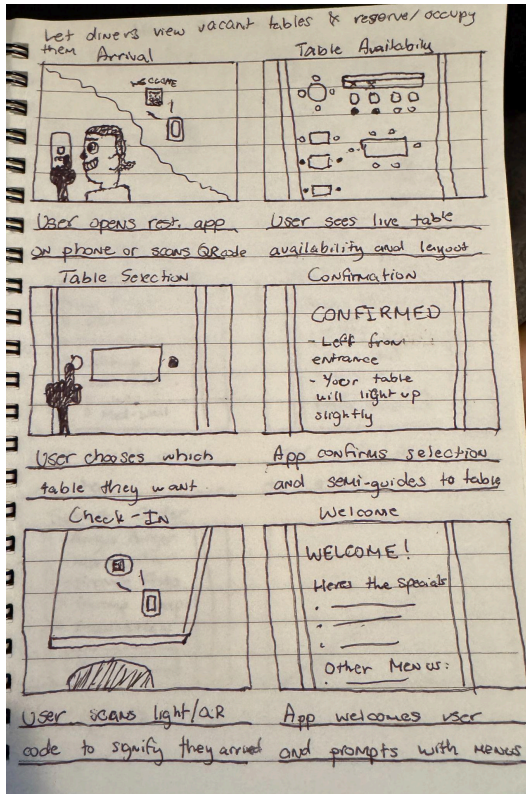 Let diners view vacant tables & reserve/occupy
them
Arrival
Table Availability
WELCOME
User opens rest. app
on phone or scans QR code
User sees live table
availability and layout
Table Selection
Confirmation
CONFIRMED
- Left from
entrance
- Your table
will light up
slightly
User chooses which
table they want
App confirms selection
and semi-guides to table
Check-In
Welcome
WELCOME!
Heres the specials
Other Menus:
User scans light/QR
code to signify they arrived
App welcomes user
and prompts with menus